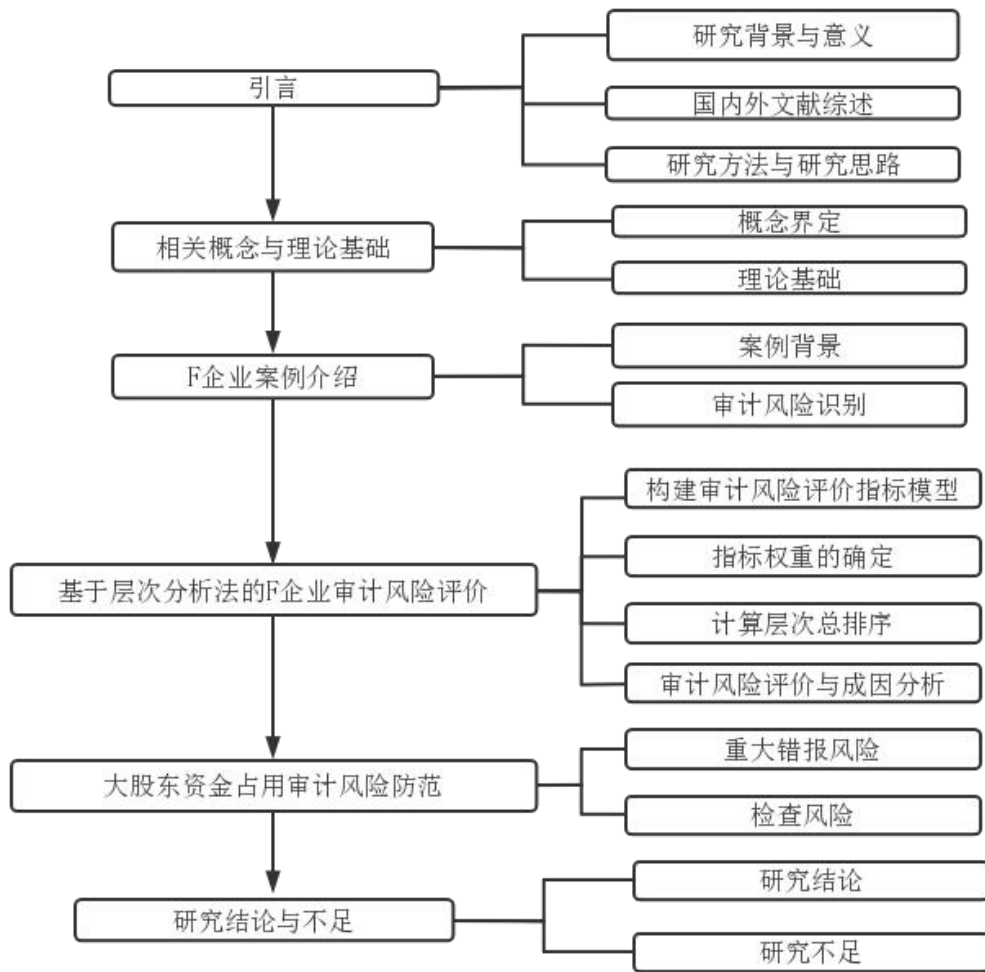 引言
研究背景与意义
国内外文献综述
研究方法与研究思路
相关概念与理论基础
概念界定
理论基础
F企业案例介绍
案例背景
审计风险识别
基于层次分析法的F企业审计风险评价
构建审计风险评价指标模型
指标权重的确定
计算层次总排序
审计风险评价与成因分析
大股东资金占用审计风险防范
重大错报风险
检查风险
研究结论与不足
研究结论
研究不足